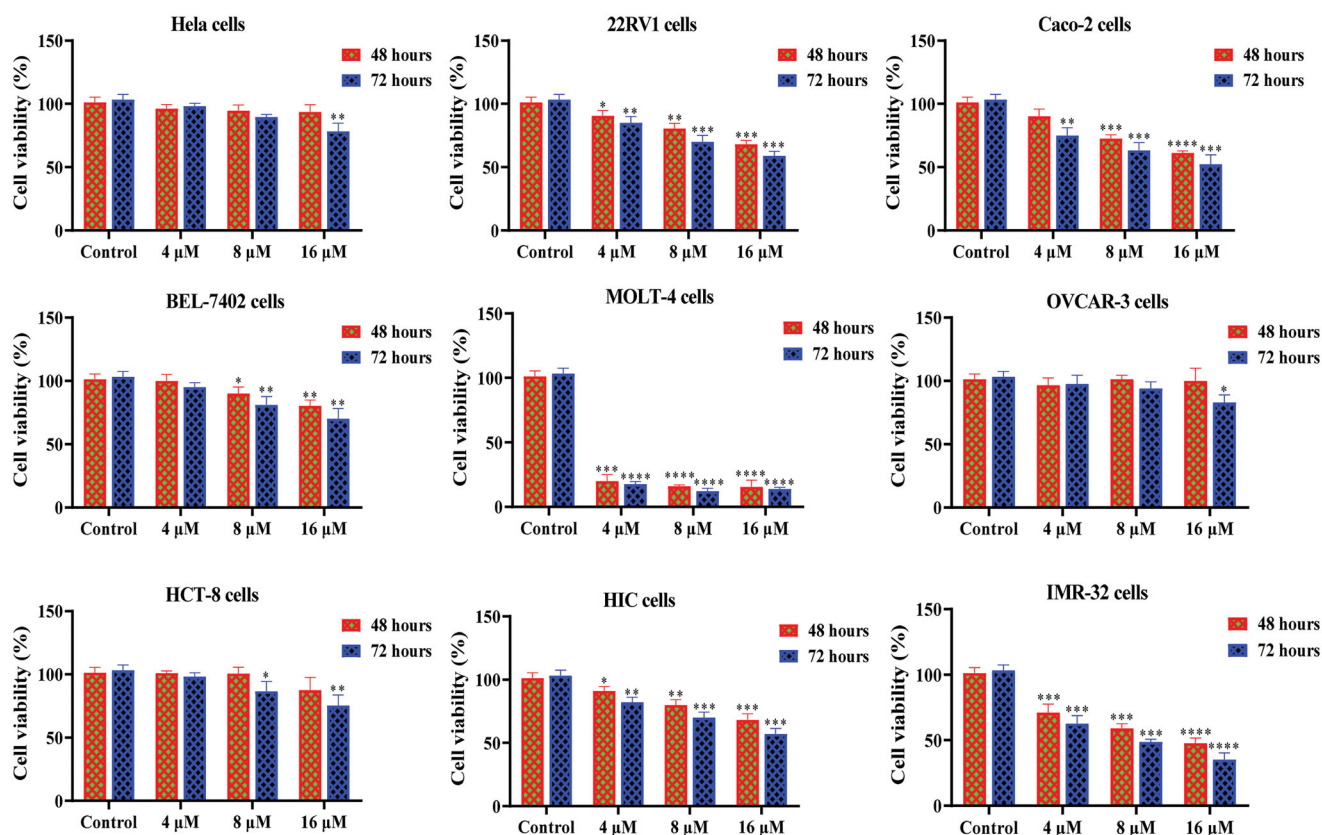 Hela cells
Cell viability (%)
150
100
50
0
48 hours
72 hours
**
Control 4 µM 8 µM 16 µM
22RV1 cells
Cell viability (%)
150
100
50
0
48 hours
72 hours
* ** ** *** *** ***
Control 4 µM 8 µM 16 µM
Caco-2 cells
Cell viability (%)
150
100
50
0
48 hours
72 hours
** *** *** **** ***
Control 4 µM 8 µM 16 µM
BEL-7402 cells
Cell viability (%)
150
100
50
0
48 hours
72 hours
* ** ** **
Control 4 µM 8 µM 16 µM
MOLT-4 cells
Cell viability (%)
150
100
50
0
48 hours
72 hours
*** **** **** **** **** ****
Control 4 µM 8 µM 16 µM
OVCAR-3 cells
Cell viability (%)
150
100
50
0
48 hours
72 hours
*
Control 4 µM 8 µM 16 µM
HCT-8 cells
Cell viability (%)
150
100
50
0
48 hours
72 hours
* **
Control 4 µM 8 µM 16 µM
HIC cells
Cell viability (%)
150
100
50
0
48 hours
72 hours
* ** ** *** *** ***
Control 4 µM 8 µM 16 µM
IMR-32 cells
Cell viability (%)
150
100
50
0
48 hours
72 hours
*** *** *** *** **** ****
Control 4 µM 8 µM 16 µM